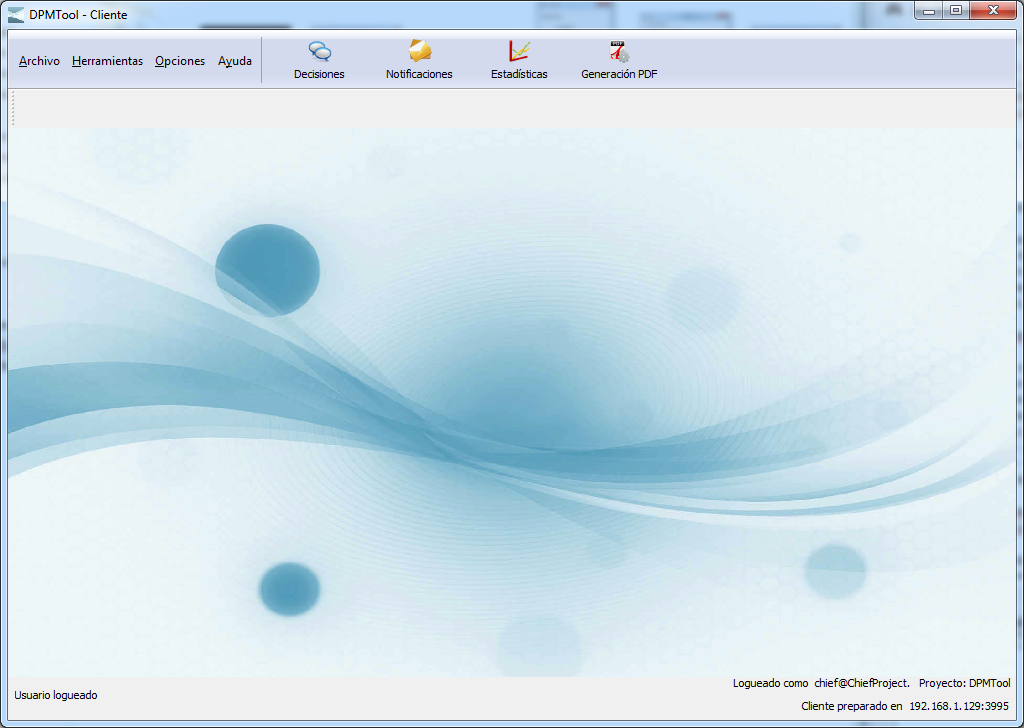 DPMTool - Cliente
Archivo Herramientas Opciones Ayuda
Decisiones Notificaciones Estadísticas Generación PDF
Logueado como chief@ChiefProject. Proyecto: DPMTool
Usuario logueado
Cliente preparado en 192.168.1.129:3995